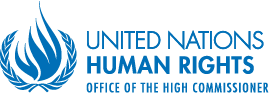 UNITED NATIONS
HUMAN RIGHTS
OFFICE OF THE HIGH COMMISSIONER